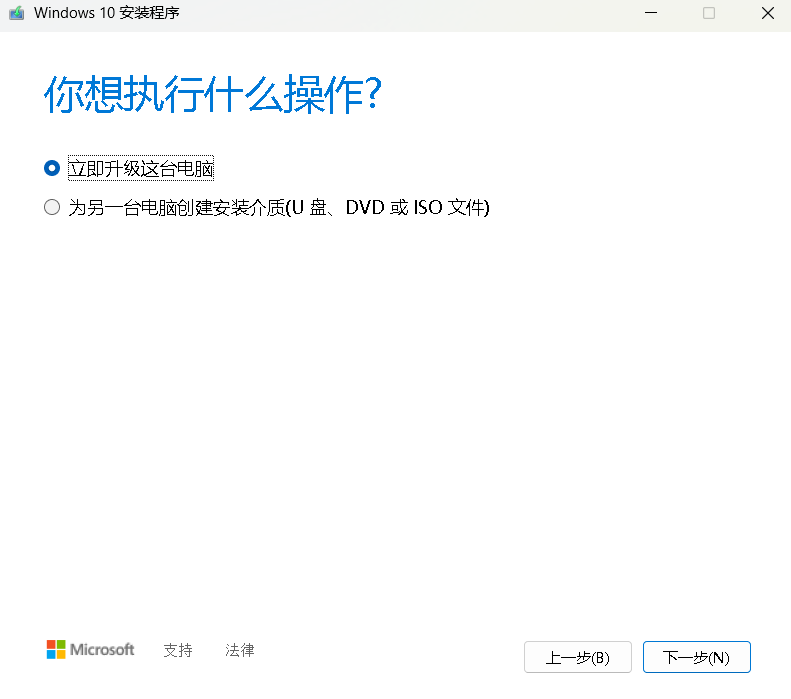 Windows 10 安装程序
你想执行什么操作?
立即升级这台电脑
为另一台电脑创建安装介质(U 盘、DVD 或 ISO 文件)
Microsoft 支持 法律 上一步(B) 下一步(N)